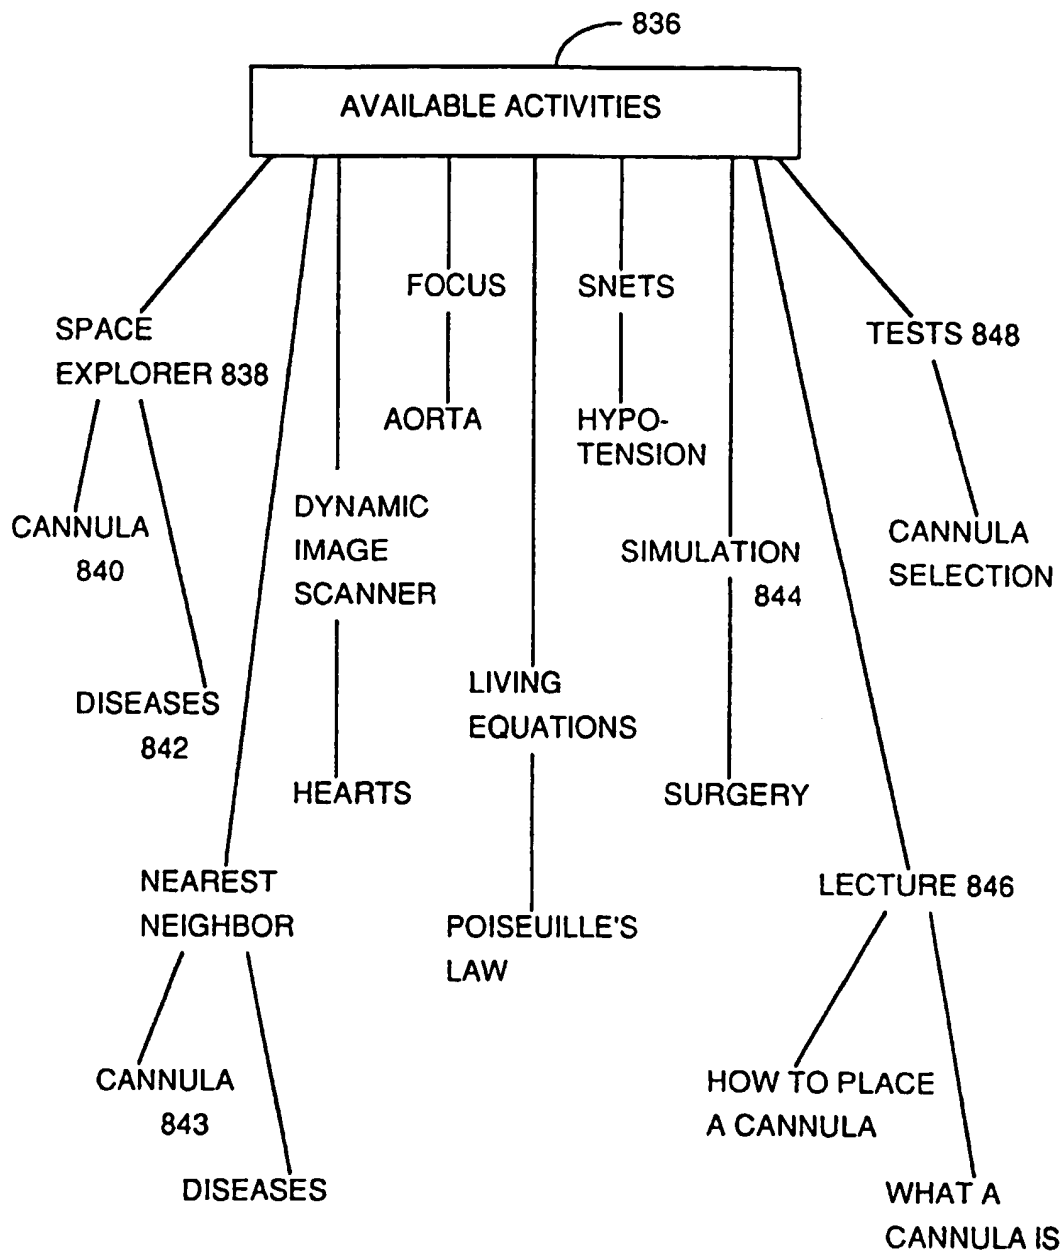 836
AVAILABLE ACTIVITIES
FOCUS
SNETS
SPACE
EXPLORER 838
TESTS 848
AORTA
HYPO-
TENSION
CANNULA
840
DYNAMIC
IMAGE
SCANNER
SIMULATION
844
CANNULA
SELECTION
DISEASES
842
LIVING
EQUATIONS
HEARTS
SURGERY
NEAREST
NEIGHBOR
LECTURE 846
POISEUILLE'S
LAW
CANNULA
843
HOW TO PLACE
A CANNULA
DISEASES
WHAT A
CANNULA IS